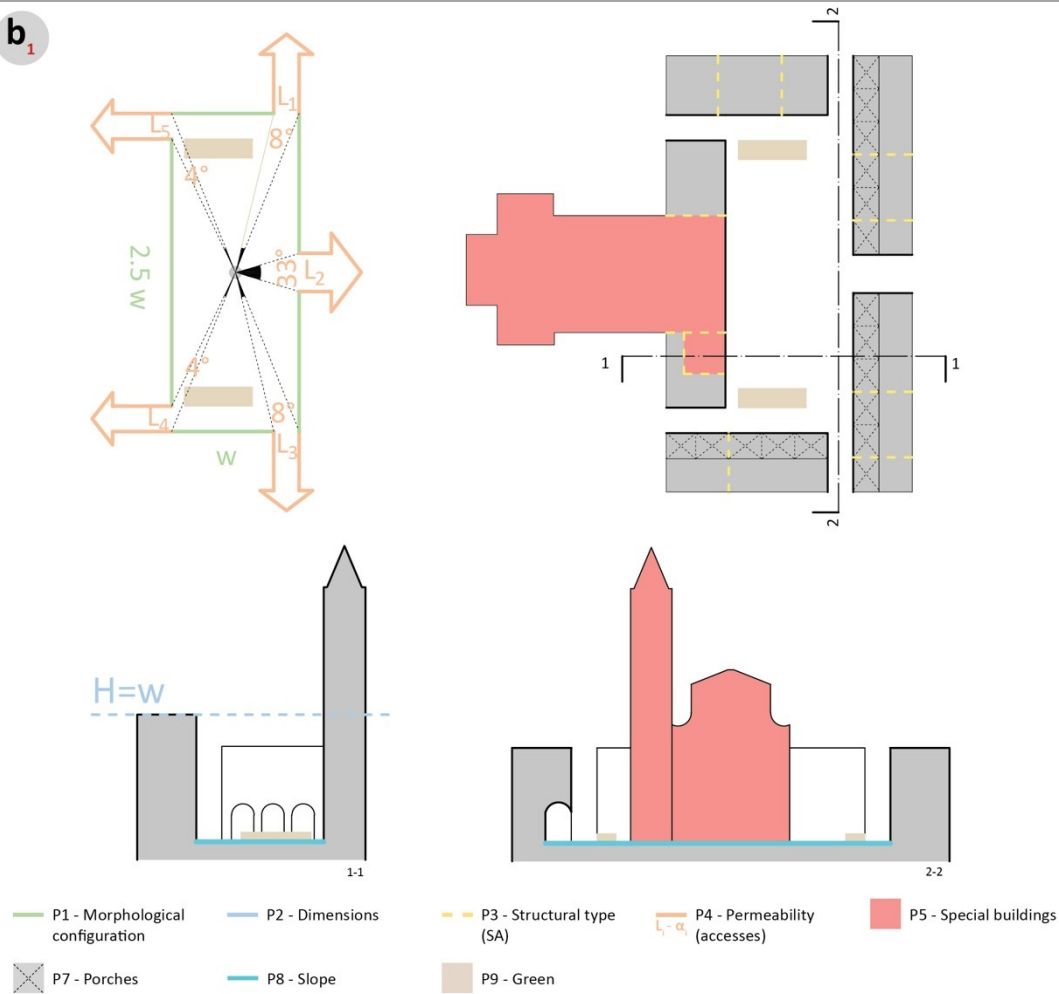 b1
2
L1
L5
8°
4°
2.5 w
33°
L2
1
1
4°
8°
L4
L3
w
2
H=w
1-1
2-2
P1 - Morphological
configuration
P2 - Dimensions
P3 - Structural type
(SA)
Li - αi
P4 - Permeability
(accesses)
P5 - Special buildings
P7 - Porches
P8 - Slope
P9 - Green